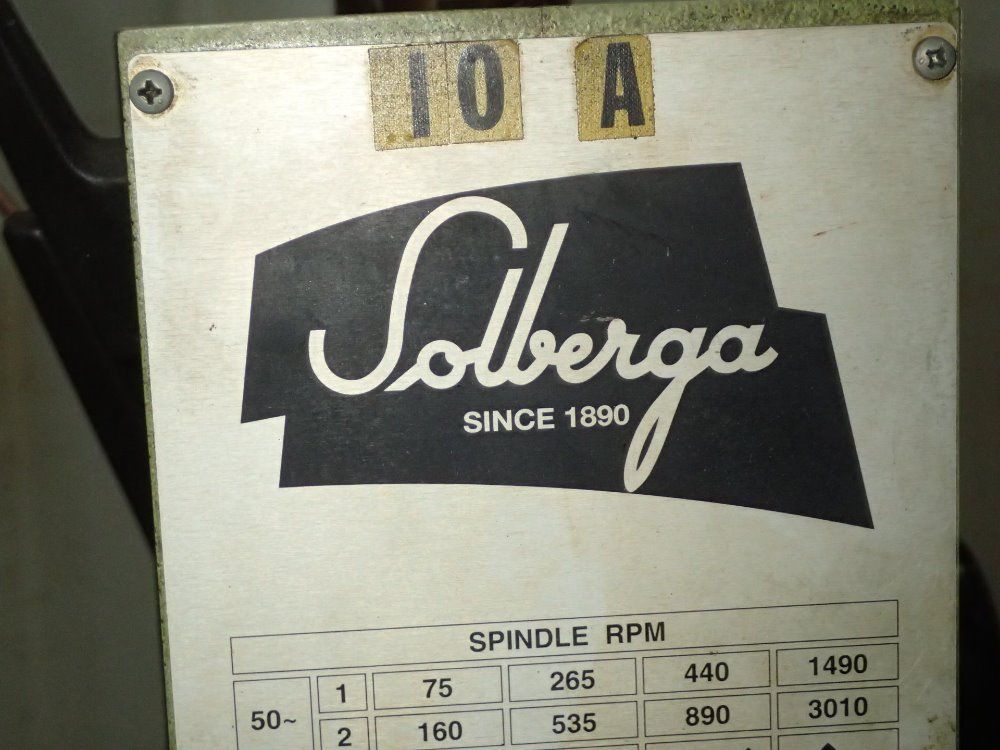 10 A
Solberga
SINCE 1890
SPINDLE RPM
50~ 1 75 265 440 1490
2 160 535 890 3010